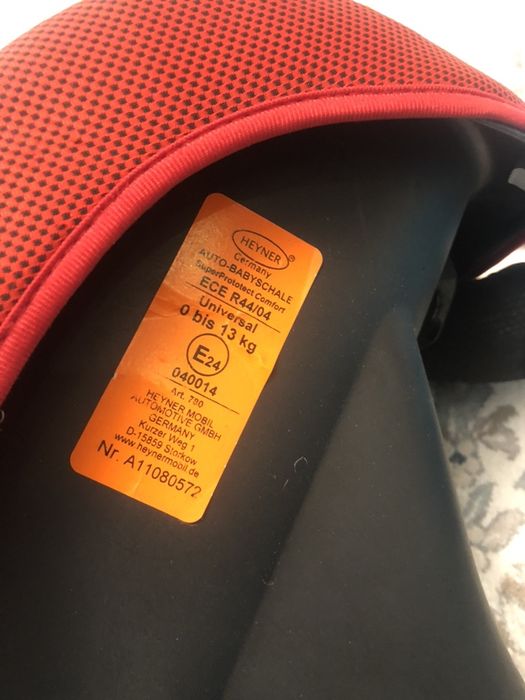 HEYNER
Germany
AUTO-BABYSCHALE
SuperPrototect Comfort
ECE R44/04
Universal
0 bis 13 kg
E24
040014
Art. 780
HEYNER MOBIL
AUTOMOTIVE GMBH
GERMANY
Kurzer Weg 1
D-15859 Storkow
www.heynermobil.de
Nr. A11080572